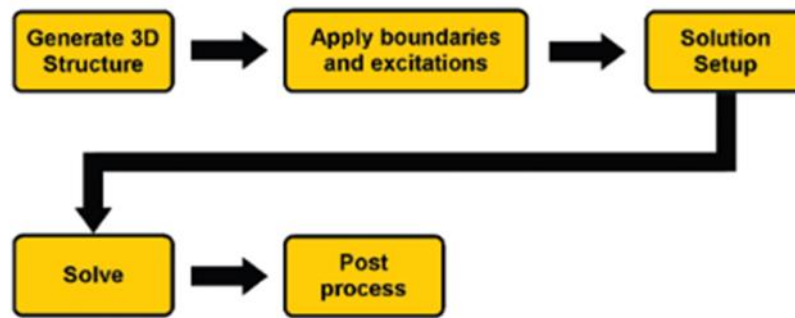 Generate 3D
Structure
Apply boundaries
and excitations
Solution
Setup
Solve
Post
process